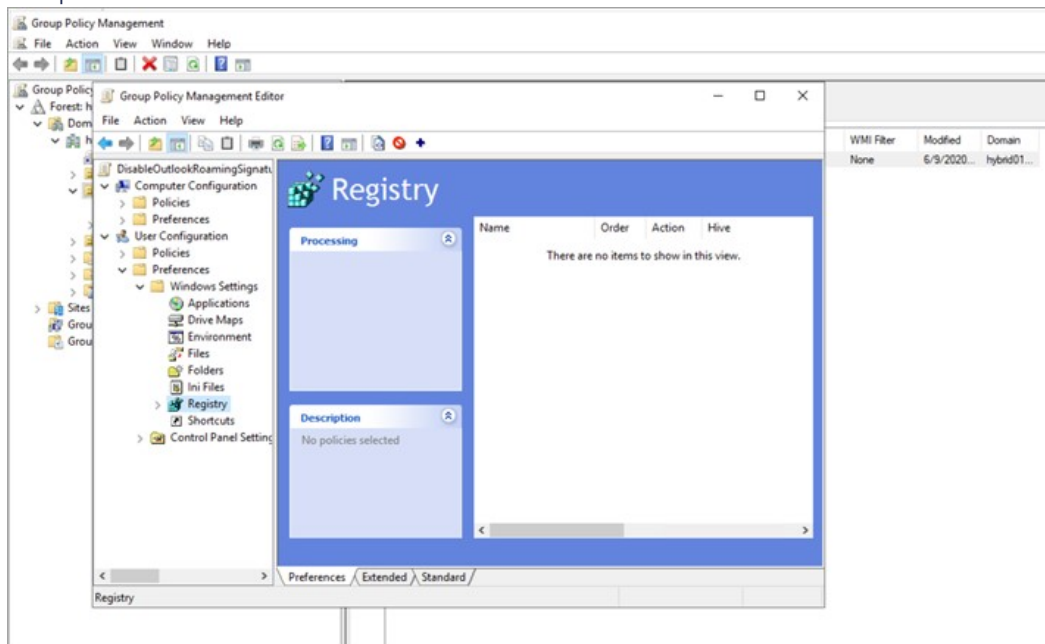 Group Policy Management
File Action View Window Help
Group Policy
Forest: h
Dom
h
Sites
Grou
Grou
WMI Filter Modified Domain
None 6/9/2020... hybrid01...
Group Policy Management Editor
File Action View Help
DisableOutlookRoamingSignatu
Computer Configuration
Policies
Preferences
User Configuration
Policies
Preferences
Windows Settings
Applications
Drive Maps
Environment
Files
Folders
Ini Files
Registry
Shortcuts
Control Panel Setting
Registry
Processing
Description
No policies selected
Name Order Action Hive
There are no items to show in this view.
Preferences Extended Standard
Registry